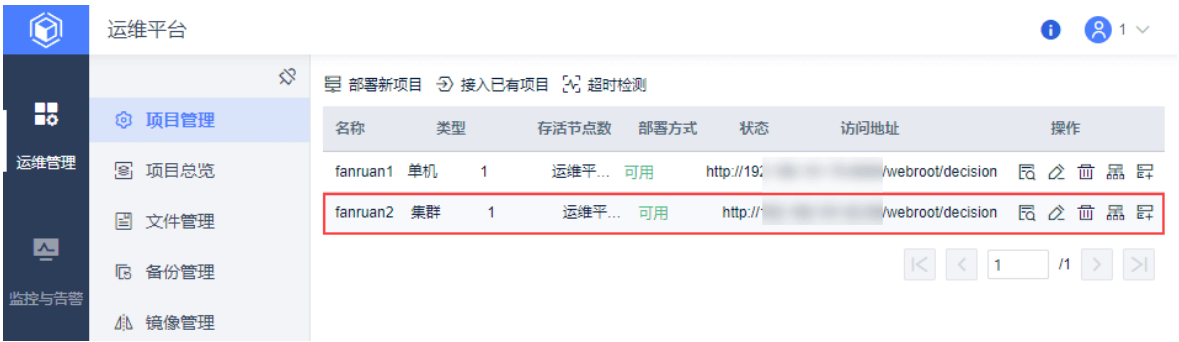 运维平台
1
部署新项目 接入已有项目 超时检测
运维管理
项目管理
项目总览
文件管理
备份管理
镜像管理
监控与告警
名称 类型 存活节点数 部署方式 状态 访问地址 操作
fanruan1 单机 1 运维平... 可用 http://192 /webroot/decision
fanruan2 集群 1 运维平... 可用 http:// /webroot/decision
1 /1